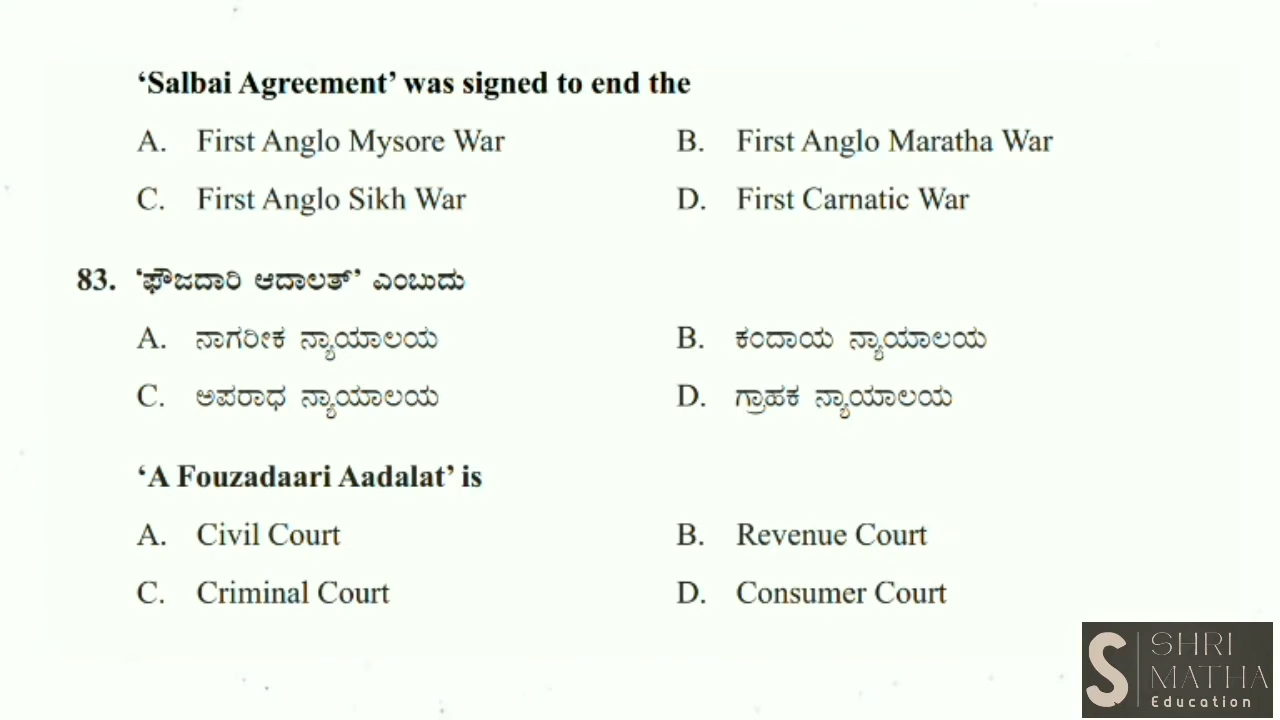 ‘Salbai Agreement’ was signed to end the
A. First Anglo Mysore War B. First Anglo Maratha War
C. First Anglo Sikh War D. First Carnatic War
83. ‘ಫೌಜದಾರಿ ಆದಾಲತ್’ ಎಂಬುದು
A. ನಾಗರೀಕ ನ್ಯಾಯಾಲಯ B. ಕಂದಾಯ ನ್ಯಾಯಾಲಯ
C. ಅಪರಾಧ ನ್ಯಾಯಾಲಯ D. ಗ್ರಾಹಕ ನ್ಯಾಯಾಲಯ
‘A Fouzadaari Aadalat’ is
A. Civil Court B. Revenue Court
C. Criminal Court D. Consumer Court
S SHRI
MATHA
Education